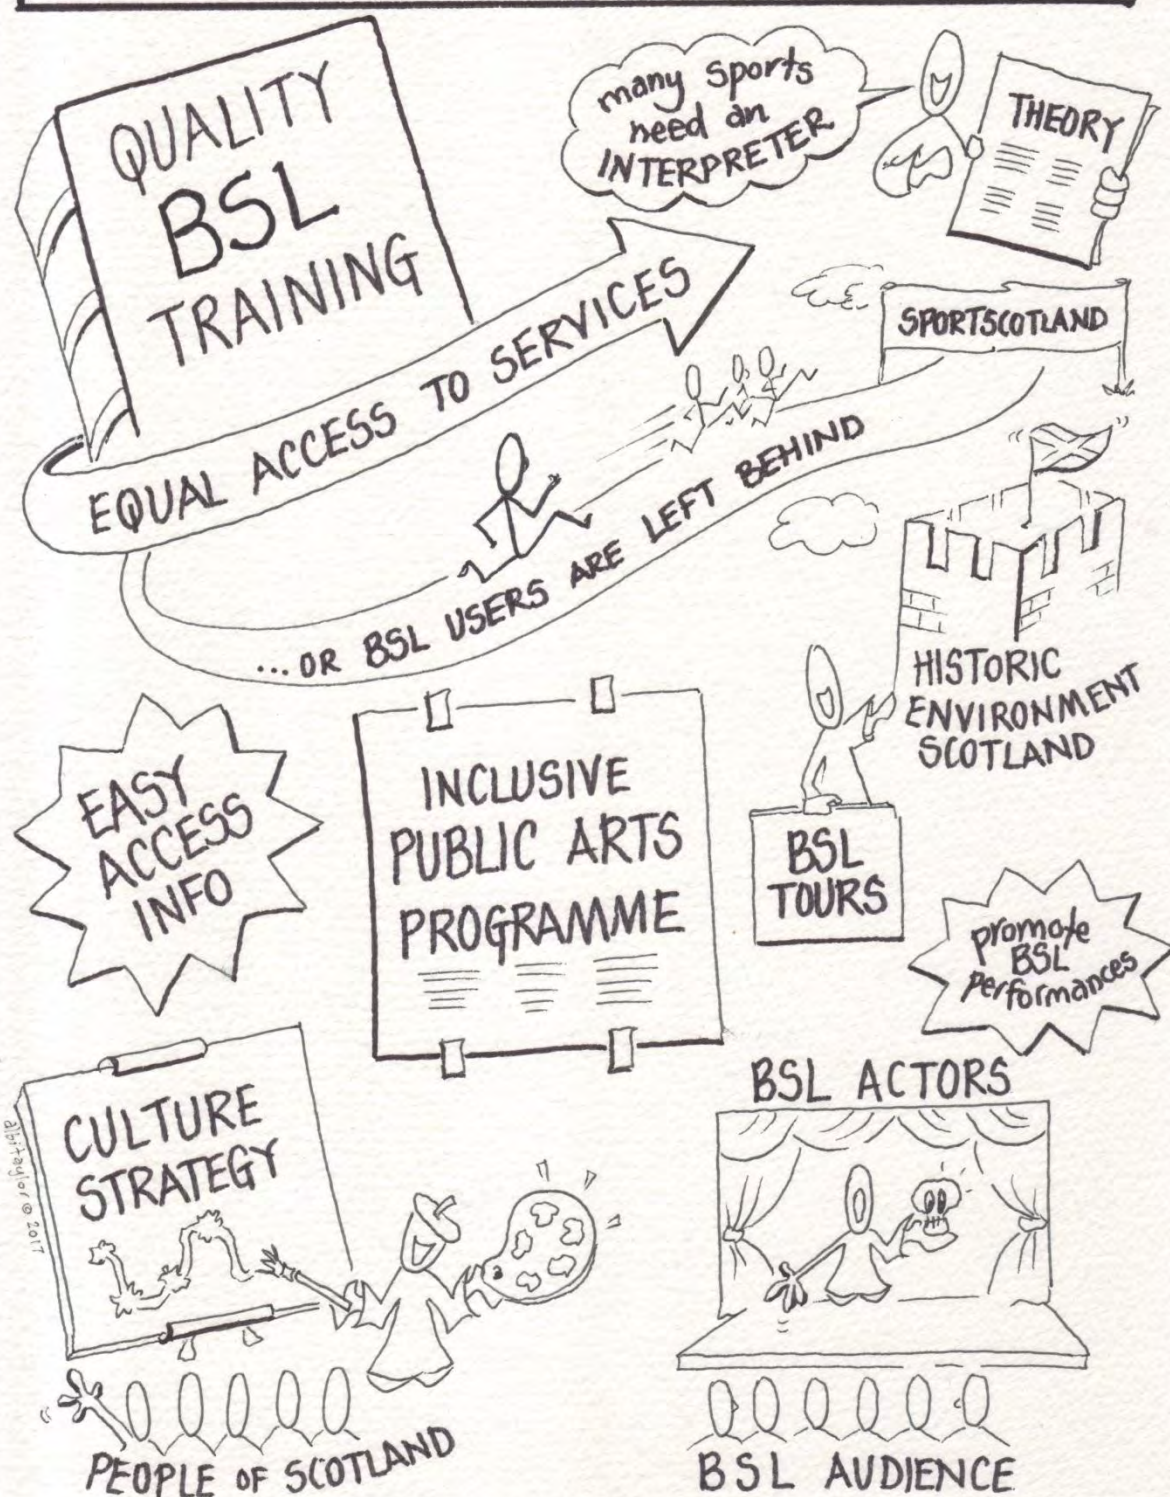 QUALITY
BSL
TRAINING
many sports
need an
INTERPRETER
THEORY
EQUAL ACCESS TO SERVICES
SPORTSCOTLAND
...OR BSL USERS ARE LEFT BEHIND
HISTORIC
ENVIRONMENT
SCOTLAND
EASY
ACCESS
INFO
INCLUSIVE
PUBLIC ARTS
PROGRAMME
BSL
TOURS
promote
BSL
performances
CULTURE
STRATEGY
BSL ACTORS
albitaylor © 2017
PEOPLE OF SCOTLAND
BSL AUDIENCE